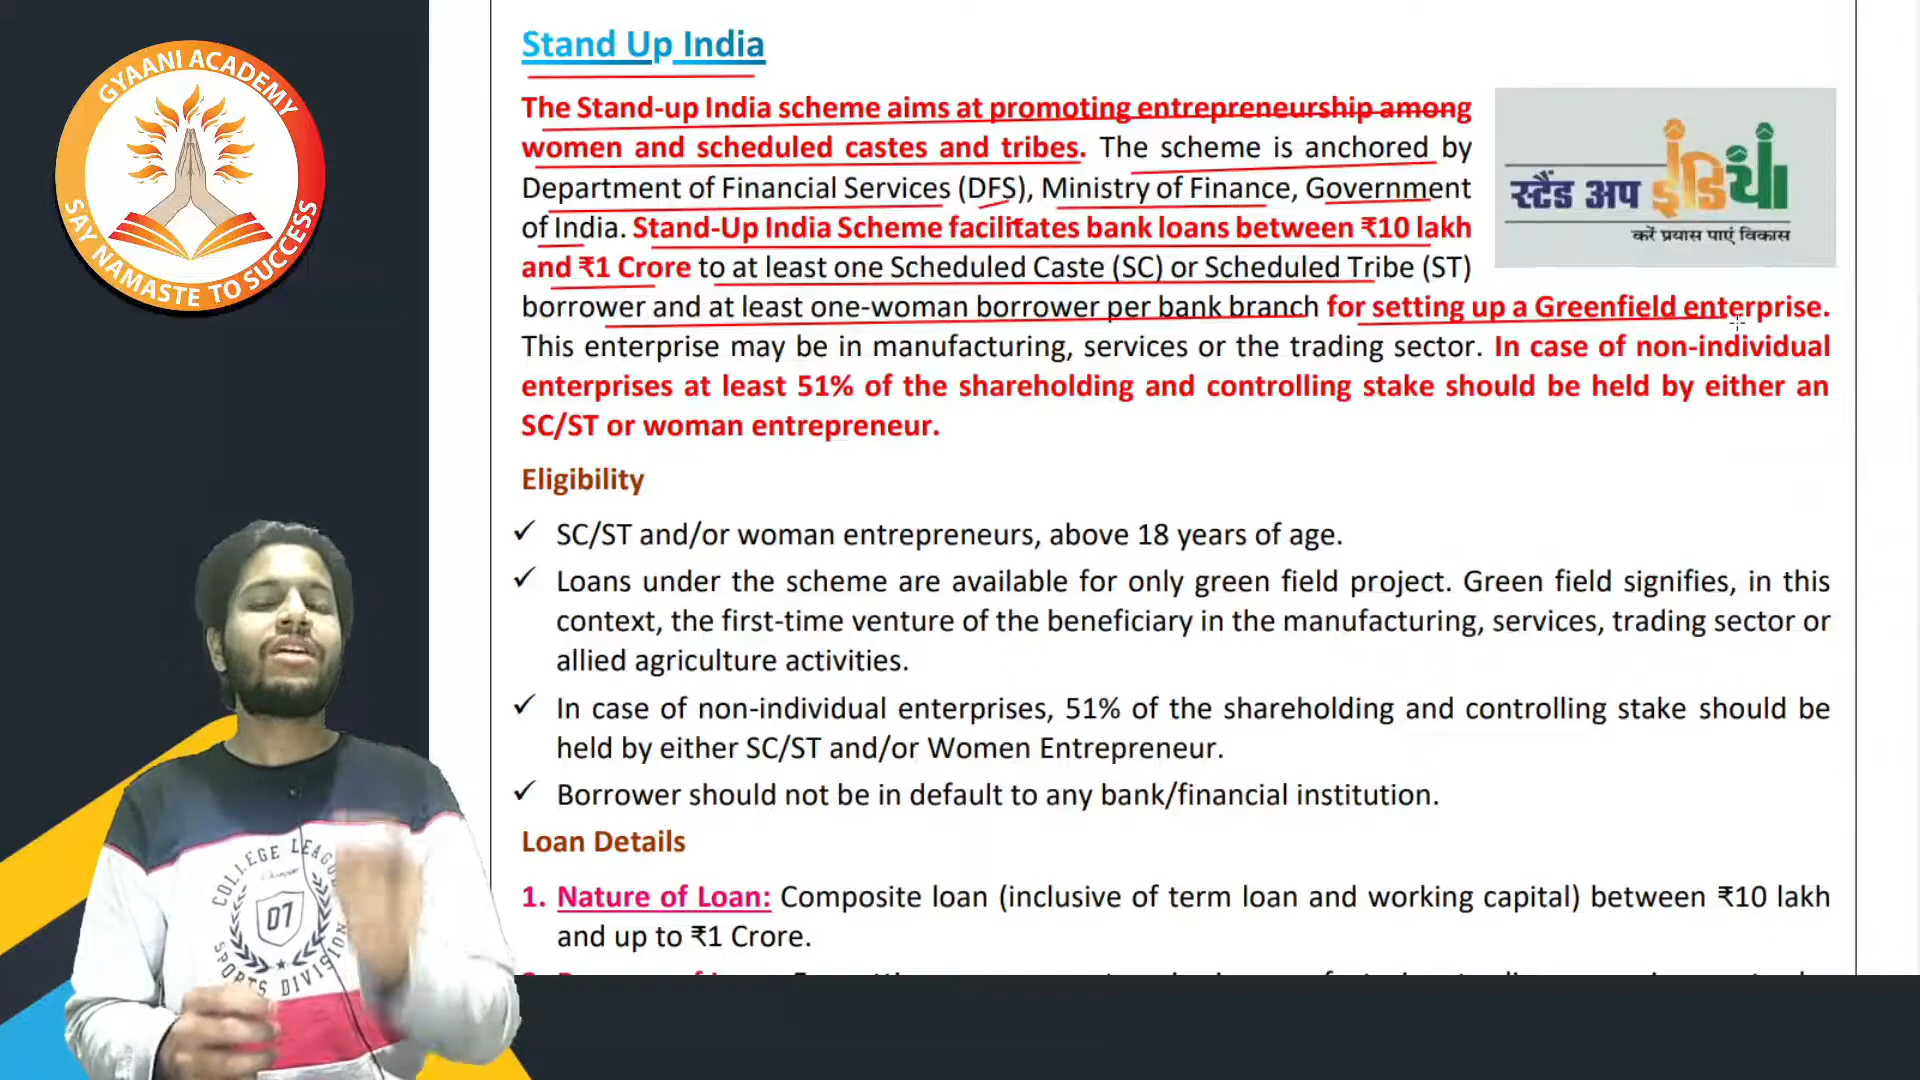 GYAANI ACADEMY
SAY NAMASTE TO SUCCESS
Stand Up India
The Stand-up India scheme aims at promoting entrepreneurship among
women and scheduled castes and tribes. The scheme is anchored by
Department of Financial Services (DFS), Ministry of Finance, Government
of India. Stand-Up India Scheme facilitates bank loans between ₹10 lakh
and ₹1 Crore to at least one Scheduled Caste (SC) or Scheduled Tribe (ST)
borrower and at least one-woman borrower per bank branch for setting up a Greenfield enterprise.
This enterprise may be in manufacturing, services or the trading sector. In case of non-individual
enterprises at least 51% of the shareholding and controlling stake should be held by either an
SC/ST or woman entrepreneur.
स्टैंड अप इंडिया
करें प्रयास पाएं विकास
Eligibility
✓ SC/ST and/or woman entrepreneurs, above 18 years of age.
✓ Loans under the scheme are available for only green field project. Green field signifies, in this
context, the first-time venture of the beneficiary in the manufacturing, services, trading sector or
allied agriculture activities.
✓ In case of non-individual enterprises, 51% of the shareholding and controlling stake should be
held by either SC/ST and/or Women Entrepreneur.
✓ Borrower should not be in default to any bank/financial institution.
Loan Details
1. Nature of Loan: Composite loan (inclusive of term loan and working capital) between ₹10 lakh
and up to ₹1 Crore.
COLLEGE LEAGU
07
SPORTS DIVISION